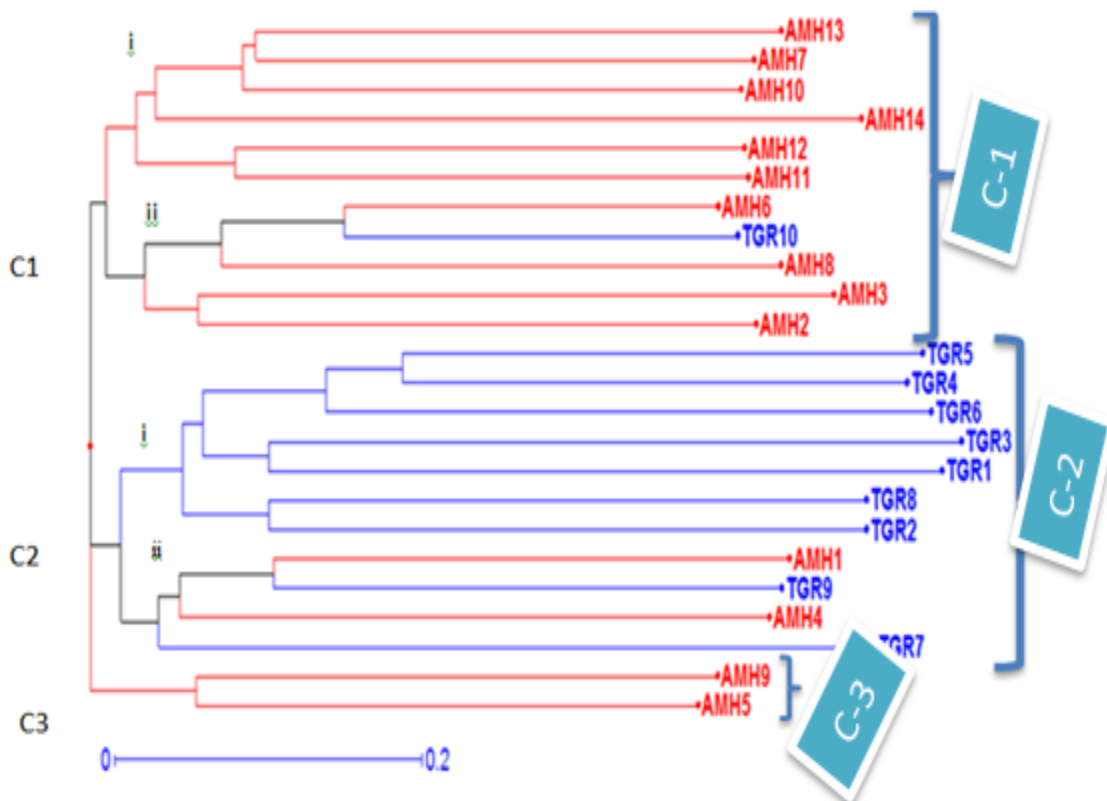 i
AMH13
AMH7
AMH10
AMH14
AMH12
AMH11
C-1
ii
AMH6
TGR10
AMH8
C1
AMH3
AMH2
TGR5
TGR4
TGR6
i
TGR3
TGR1
C-2
TGR8
TGR2
C2
ii
AMH1
TGR9
AMH4
TGR7
AMH9
AMH5
C-3
C3
0 0.2